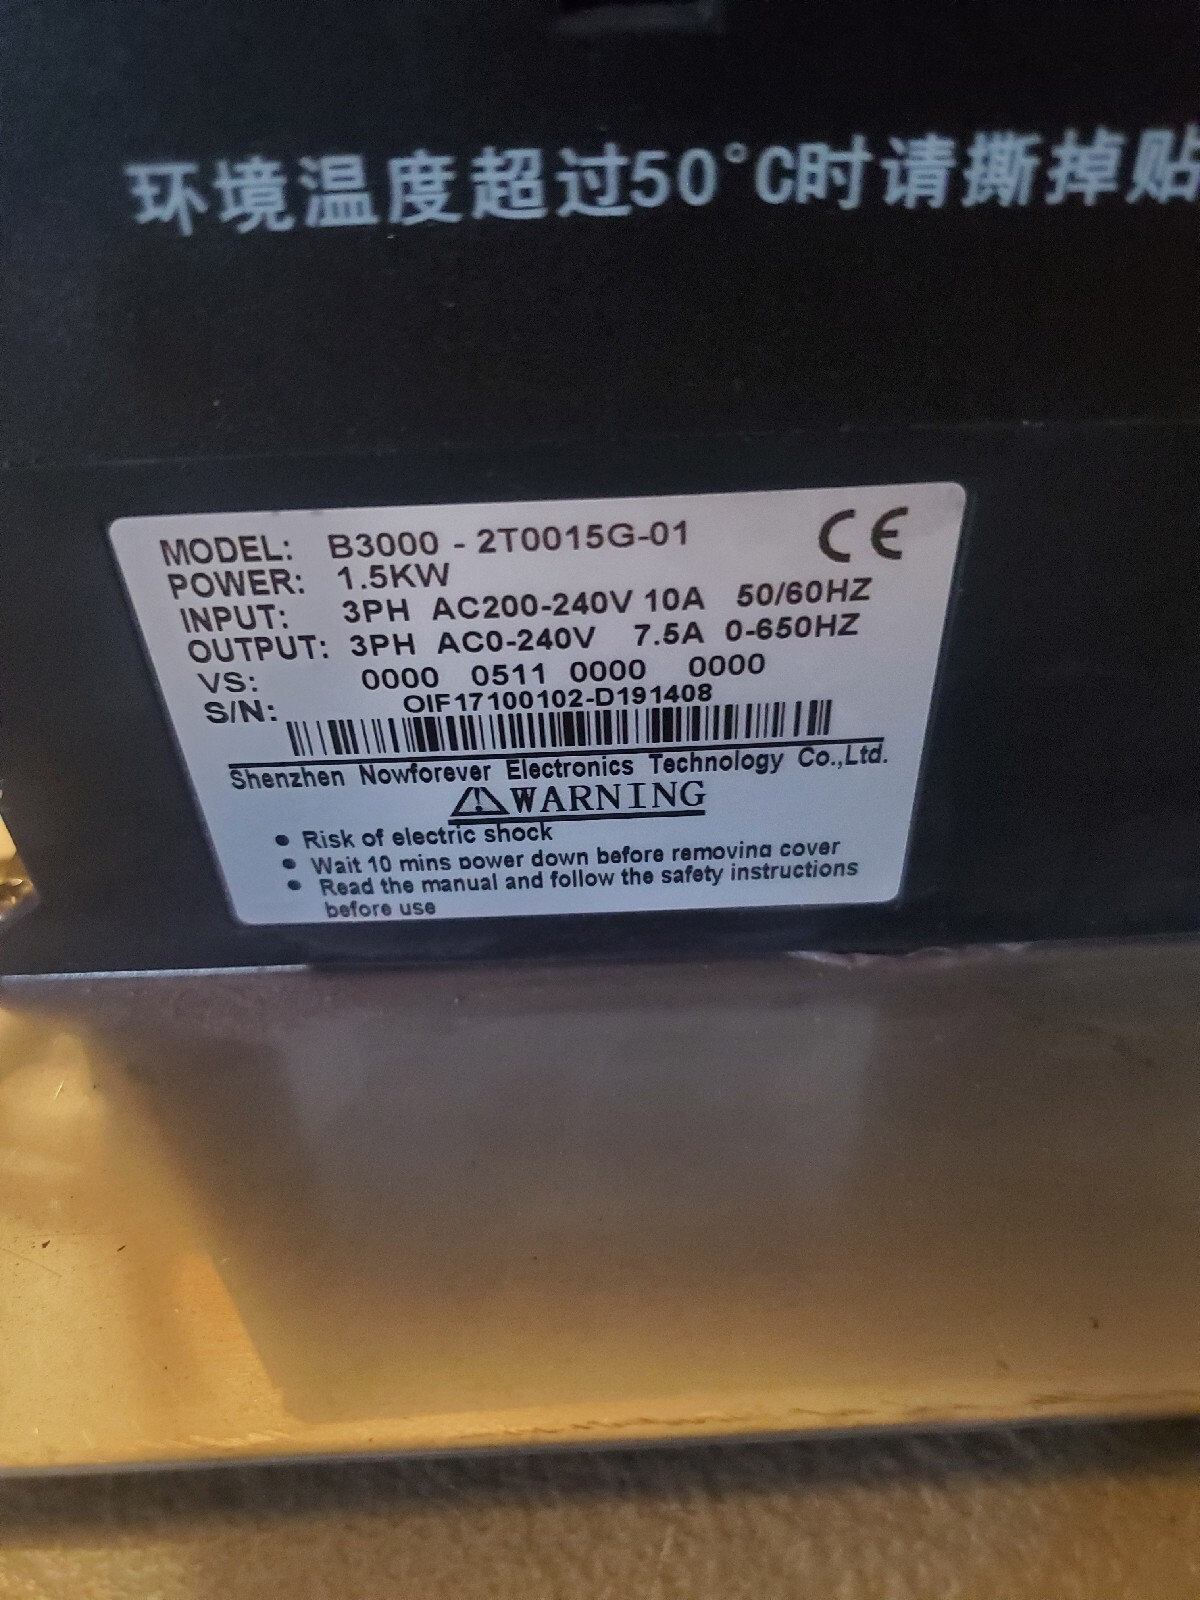 环境温度超过50°C时请撕掉贴
MODEL: B3000 - 2T0015G-01 CE
POWER: 1.5KW
INPUT: 3PH AC200-240V 10A 50/60HZ
OUTPUT: 3PH AC0-240V 7.5A 0-650HZ
VS: 0000 0511 0000 0000
S/N: OIF17100102-D191408
Shenzhen Nowforever Electronics Technology Co.,Ltd.
WARNING
• Risk of electric shock
• Wait 10 mins power down before removing cover
• Read the manual and follow the safety instructions
before use